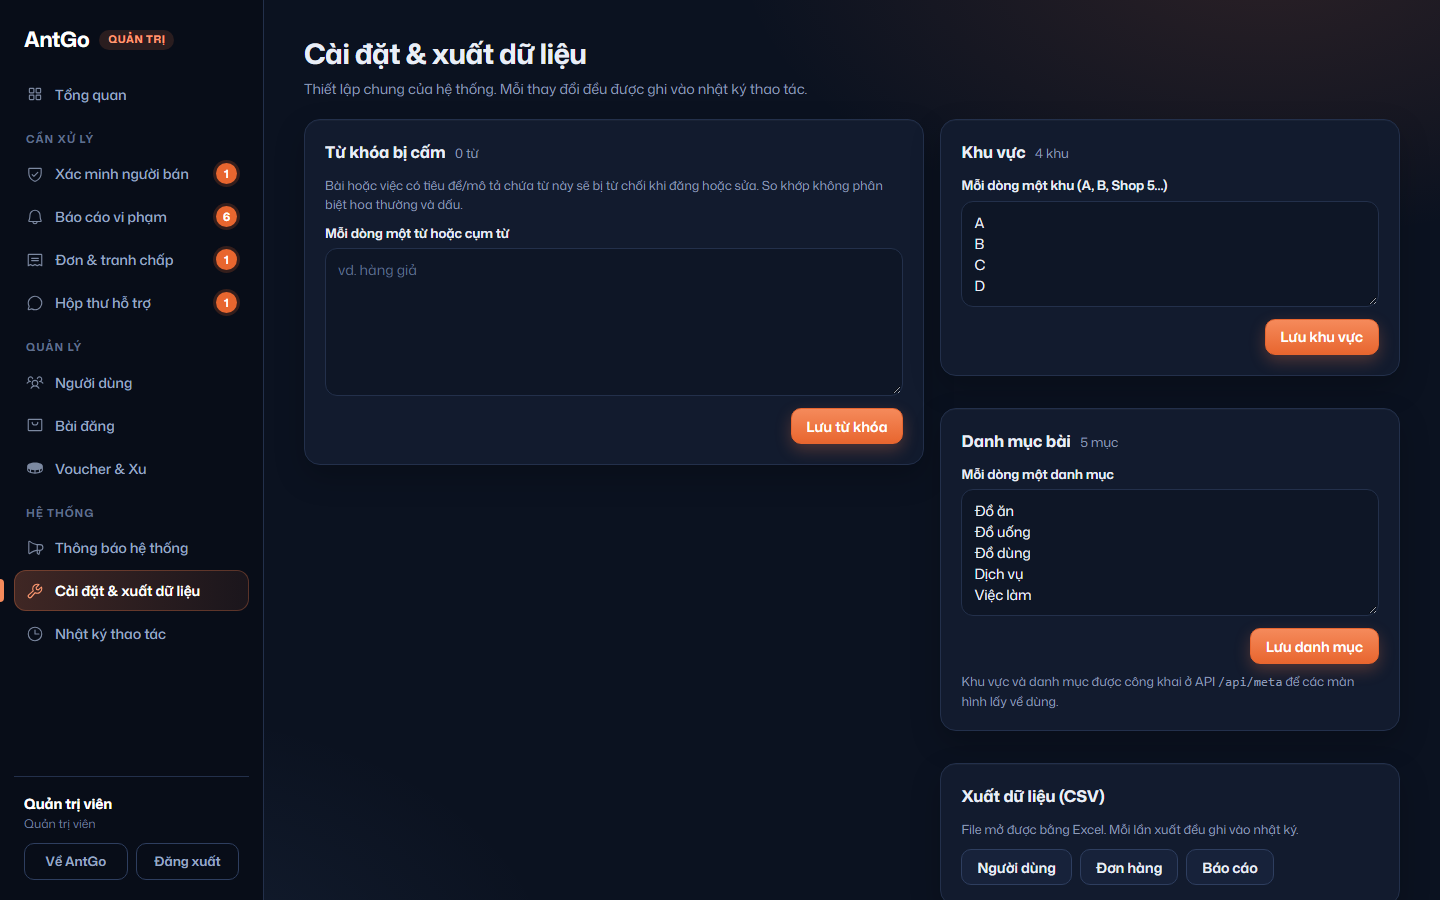 AntGo QUẢN TRỊ
Tổng quan
CẦN XỬ LÝ
Xác minh người bán 1
Báo cáo vi phạm 6
Đơn & tranh chấp 1
Hộp thư hỗ trợ 1
QUẢN LÝ
Người dùng
Bài đăng
Voucher & Xu
HỆ THỐNG
Thông báo hệ thống
Cài đặt & xuất dữ liệu
Nhật ký thao tác
Quản trị viên
Quản trị viên
Về AntGo
Đăng xuất
Cài đặt & xuất dữ liệu
Thiết lập chung của hệ thống. Mỗi thay đổi đều được ghi vào nhật ký thao tác.
Từ khóa bị cấm 0 từ
Bài hoặc việc có tiêu đề/mô tả chứa từ này sẽ bị từ chối khi đăng hoặc sửa. So khớp không phân
biệt hoa thường và dấu.
Mỗi dòng một từ hoặc cụm từ
vd. hàng giả
Lưu từ khóa
Khu vực 4 khu
Mỗi dòng một khu (A, B, Shop 5...)
A
B
C
D
Lưu khu vực
Danh mục bài 5 mục
Mỗi dòng một danh mục
Đồ ăn
Đồ uống
Đồ dùng
Dịch vụ
Việc làm
Lưu danh mục
Khu vực và danh mục được công khai ở API /api/meta để các màn
hình lấy về dùng.
Xuất dữ liệu (CSV)
File mở được bằng Excel. Mỗi lần xuất đều ghi vào nhật ký.
Người dùng
Đơn hàng
Báo cáo